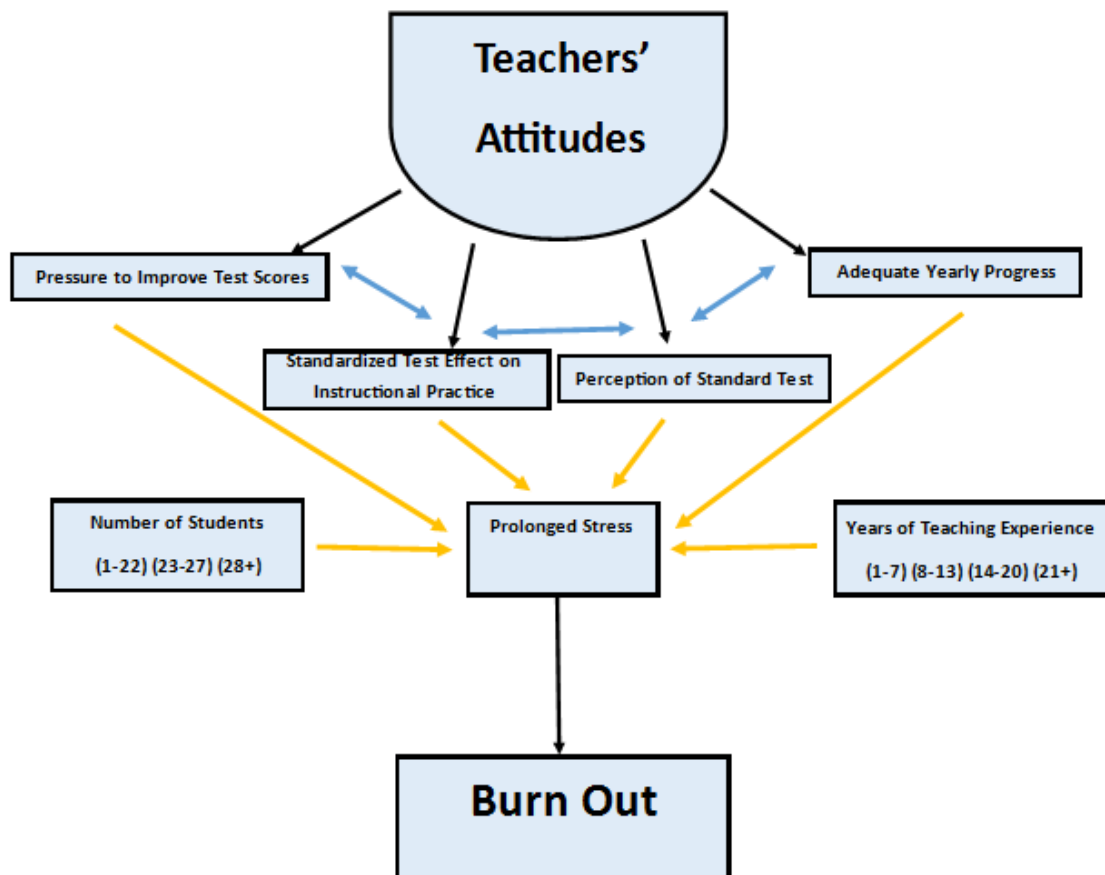 Teachers’
Attitudes
Pressure to Improve Test Scores
Adequate Yearly Progress
Standardized Test Effect on
Instructional Practice
Perception of Standard Test
Number of Students
(1-22) (23-27) (28+)
Prolonged Stress
Years of Teaching Experience
(1-7) (8-13) (14-20) (21+)
Burn Out